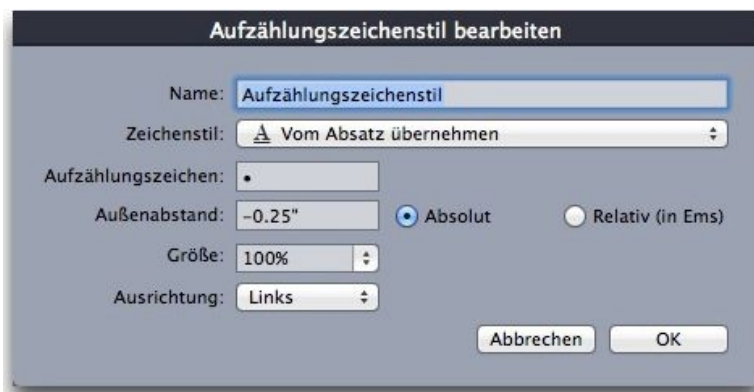 Aufzählungszeichenstil bearbeiten
Name: Aufzählungszeichenstil
Zeichenstil: A Vom Absatz übernehmen
Aufzählungszeichen: •
Außenabstand: -0.25" Absolut Relativ (in Ems)
Größe: 100%
Ausrichtung: Links
Abbrechen OK